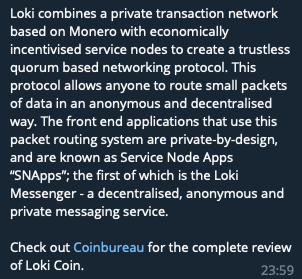 Loki combines a private transaction network
based on Monero with economically
incentivised service nodes to create a trustless
quorum based networking protocol. This
protocol allows anyone to route small packets
of data in an anonymous and decentralised
way. The front end applications that use this
packet routing system are private-by-design,
and are known as Service Node Apps
“SNApps”; the first of which is the Loki
Messenger - a decentralised, anonymous and
private messaging service.
Check out Coinbureau for the complete review
of Loki Coin.
23:59